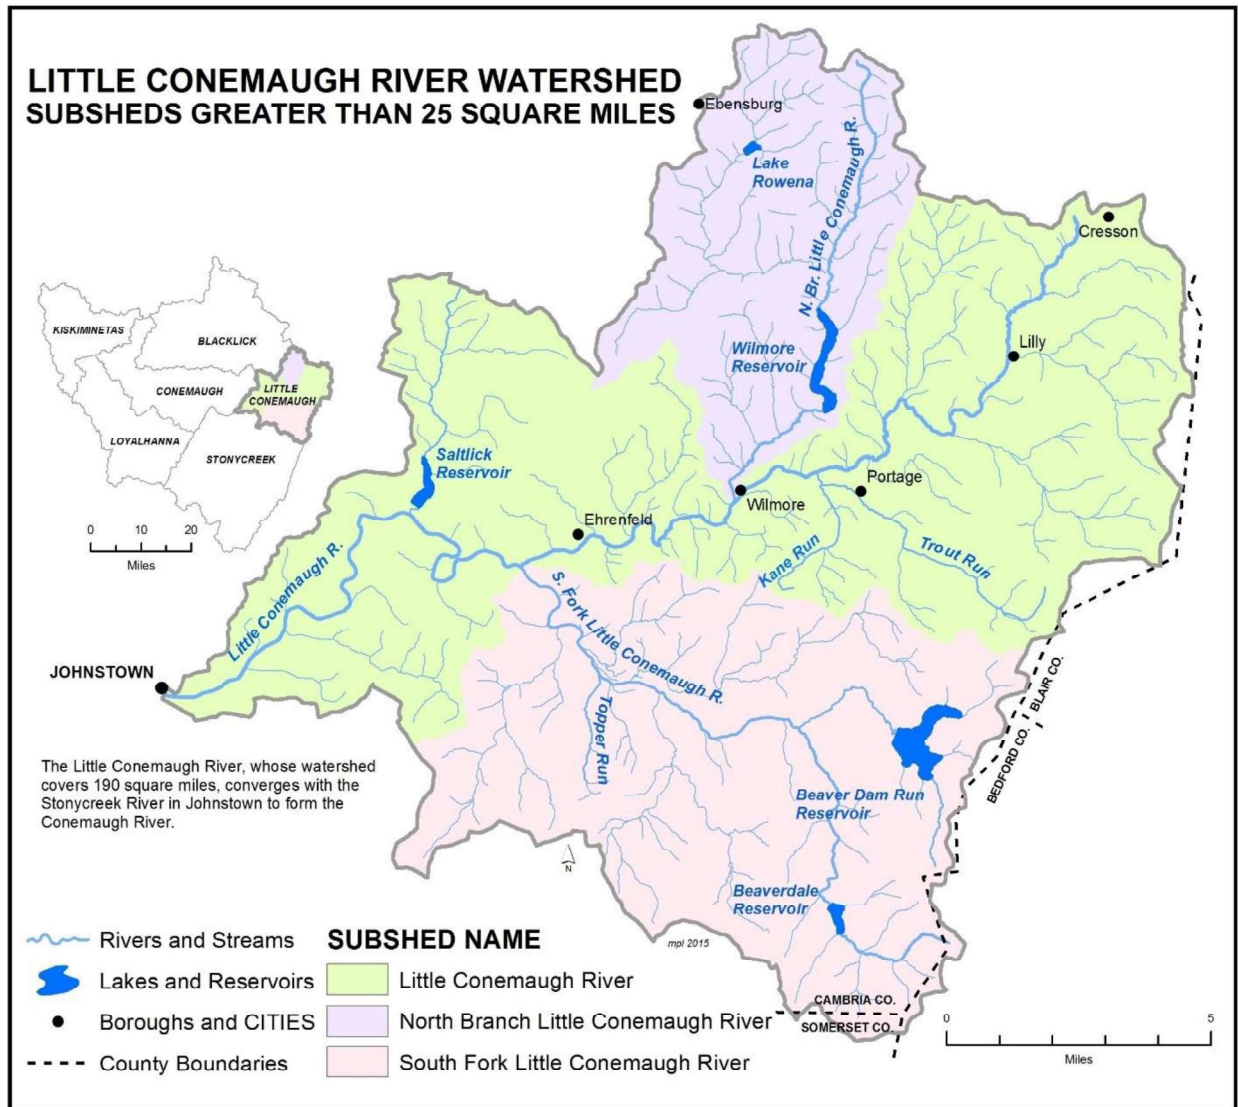 LITTLE CONEMAUGH RIVER WATERSHED
SUBSHEDS GREATER THAN 25 SQUARE MILES
Ebensburg
Lake
Rowena
N. Br. Little Conemaugh R.
Cresson
KISKIMINETAS
BLACKLICK
CONEMAUGH
LITTLE
CONEMAUGH
LOYALHANNA
STONYCREEK
0 10 20
Miles
Wilmore
Reservoir
Lilly
Saltlick
Reservoir
Portage
Wilmore
Ehrenfeld
Kane Run
Trout Run
Little Conemaugh R.
S. Fork Little Conemaugh R.
JOHNSTOWN
Topper Run
BLAIR CO.
BEDFORD CO.
The Little Conemaugh River, whose watershed
covers 190 square miles, converges with the
Stonycreek River in Johnstown to form the
Conemaugh River.
Beaver Dam Run
Reservoir
N
Beaverdale
Reservoir
mpl 2015
Rivers and Streams
Lakes and Reservoirs
Boroughs and CITIES
County Boundaries
SUBSHED NAME
Little Conemaugh River
North Branch Little Conemaugh River
South Fork Little Conemaugh River
CAMBRIA CO.
SOMERSET CO.
0 5
Miles